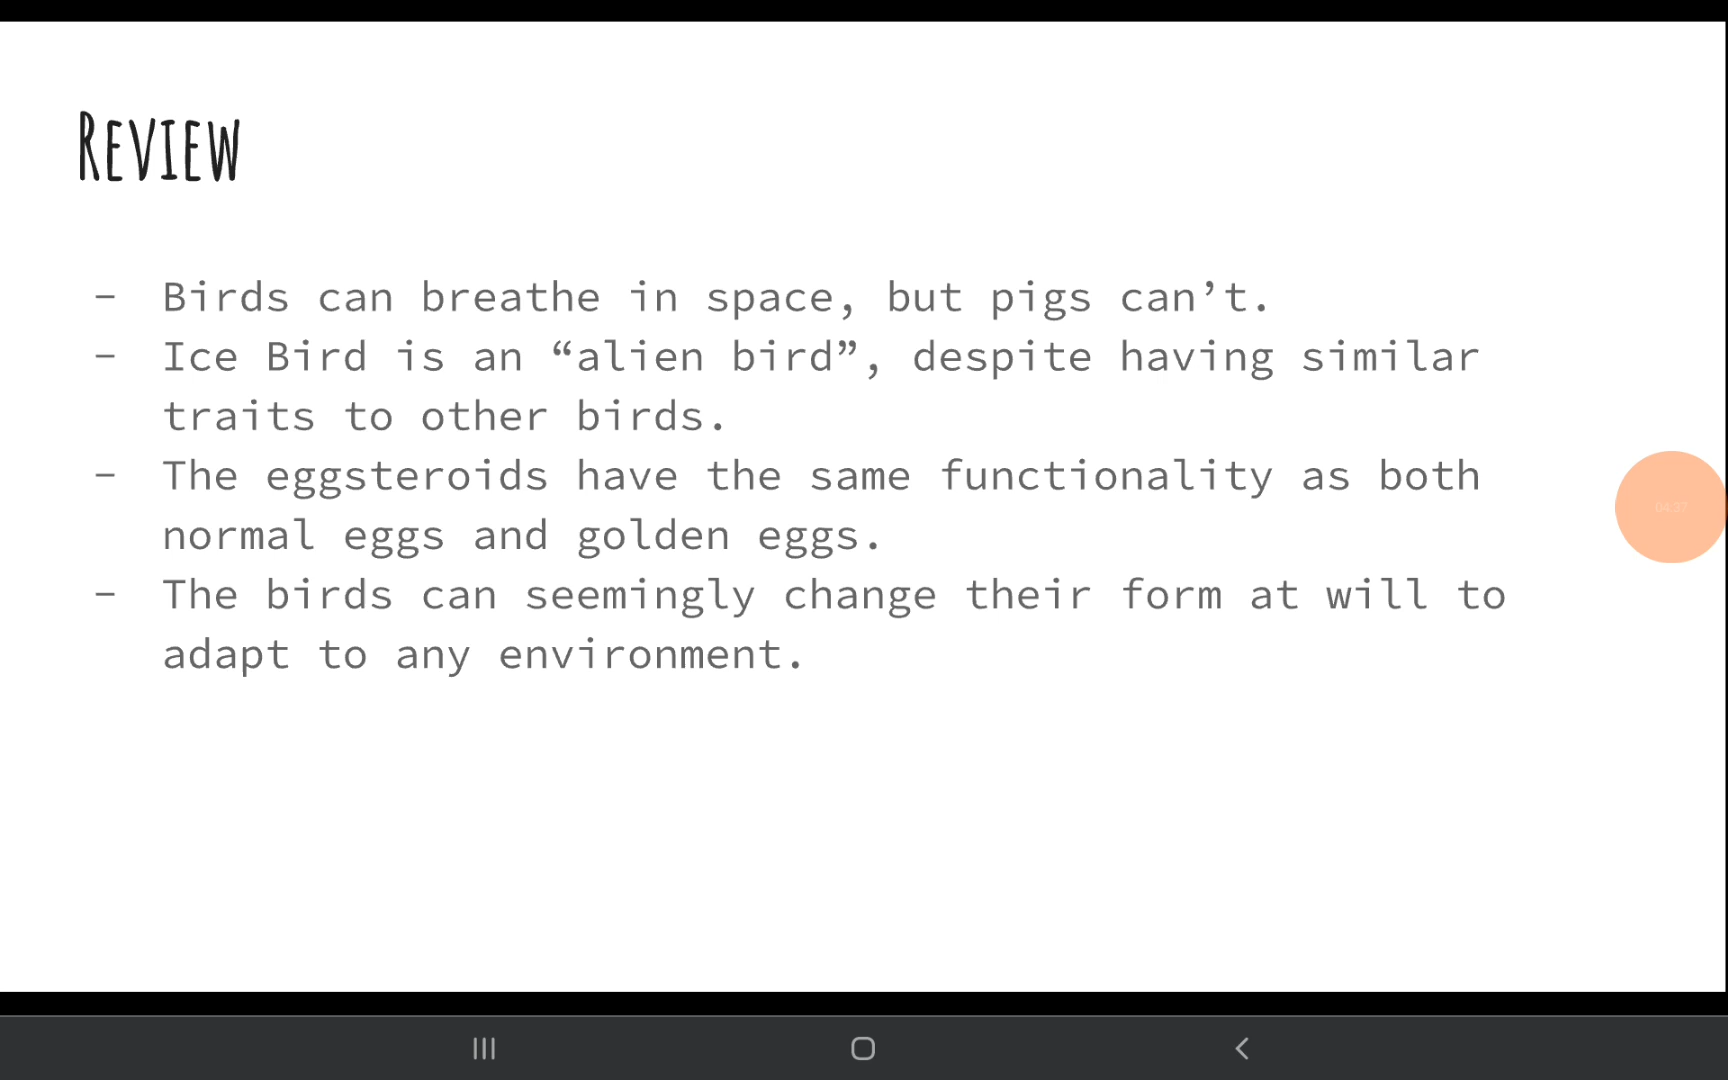 Review
- Birds can breathe in space, but pigs can’t.
- Ice Bird is an “alien bird”, despite having similar
traits to other birds.
- The eggsteroids have the same functionality as both
normal eggs and golden eggs.
- The birds can seemingly change their form at will to
adapt to any environment.
04:37